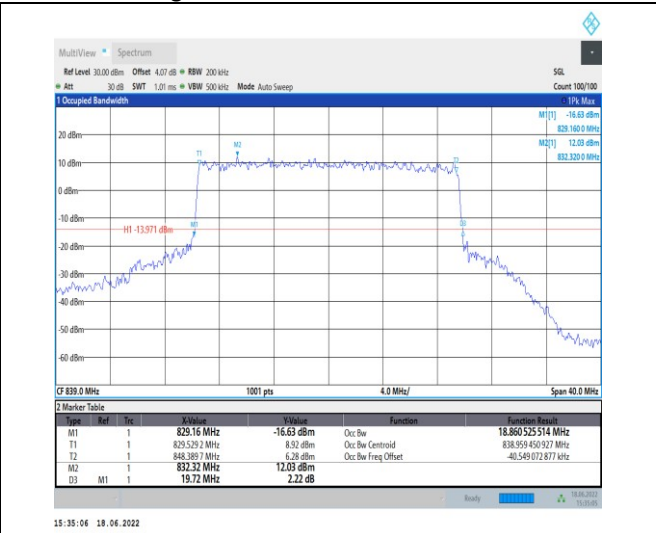 MultiView Spectrum
Ref Level 30.00 dBm Offset 4.07 dB RBW 200 kHz SGL
Att 30 dB SWT 1.01 ms VBW 500 kHz Mode Auto Sweep Count 100/100
1 Occupied Bandwidth 1Pk Max
M1[1] -16.63 dBm
829.160 0 MHz
M2[1] 12.03 dBm
832.320 0 MHz
20 dBm
M2
T1
T2
10 dBm
0 dBm
-10 dBm
M1
D3
H1 -13.971 dBm
-20 dBm
-30 dBm
-40 dBm
-50 dBm
-60 dBm
CF 839.0 MHz 1001 pts 4.0 MHz/ Span 40.0 MHz
2 Marker Table
Type Ref Trc X-Value Y-Value Function Function Result
M1 1 829.16 MHz -16.63 dBm Occ Bw 18.860 525 514 MHz
T1 1 829.529 2 MHz 8.92 dBm Occ Bw Centroid 838.959 450 927 MHz
T2 1 848.389 7 MHz 6.28 dBm Occ Bw Freq Offset -40.549 072 877 kHz
M2 1 832.32 MHz 12.03 dBm
D3 M1 1 19.72 MHz 2.22 dB
Ready 18.06.2022
15:35:05
15:35:06 18.06.2022